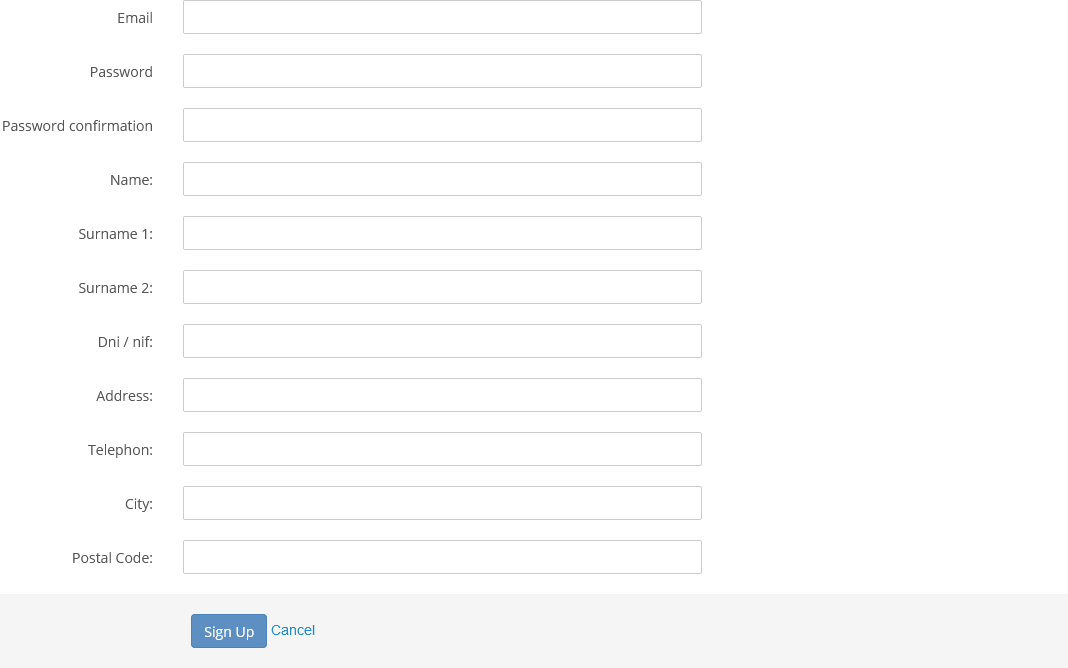 Email
Password
Password confirmation
Name:
Surname 1:
Surname 2:
Dni / nif:
Address:
Telephon:
City:
Postal Code:
Sign Up Cancel